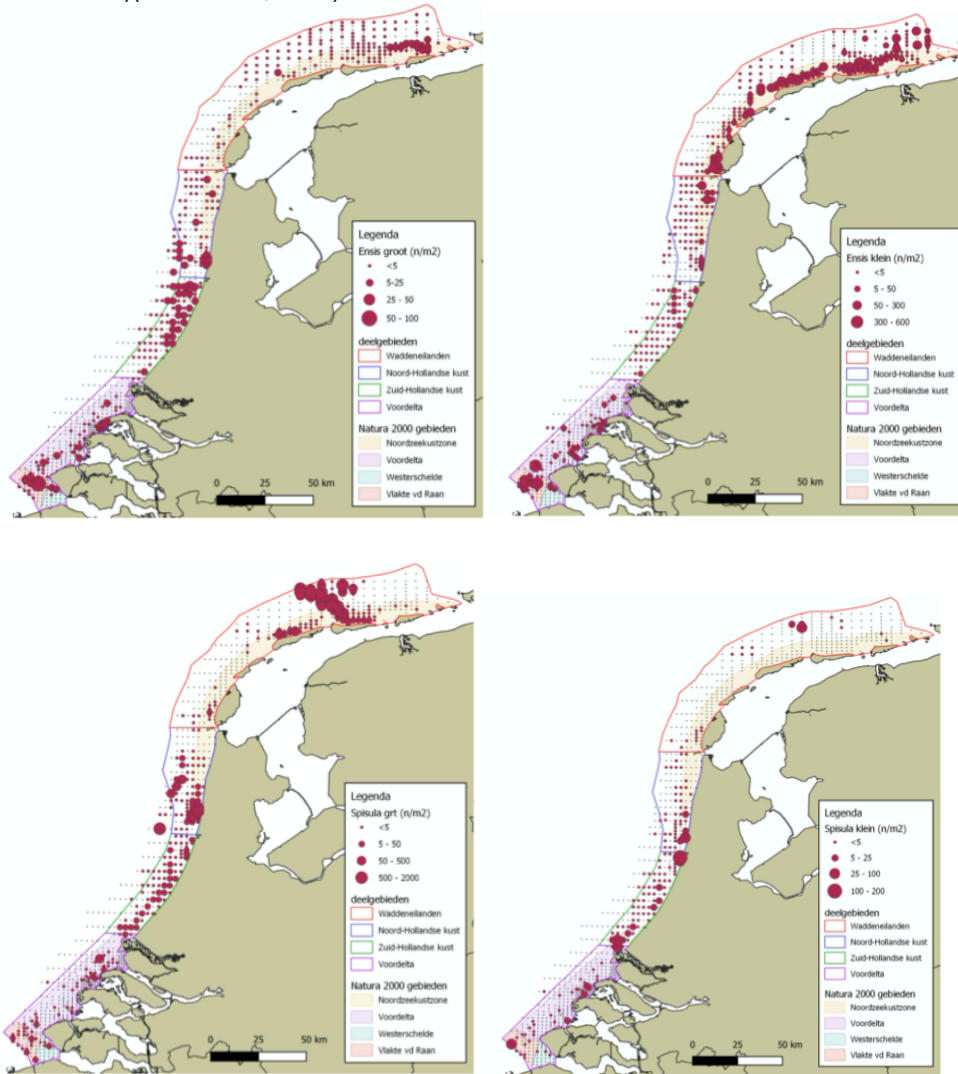 Legenda
Ensis groot (n/m2)
<5
5-25
25 - 50
50 - 100
deelgebieden
Waddeneilanden
Noord-Hollandse kust
Zuid-Hollandse kust
Voordelta
Natura 2000 gebieden
Noordzeekustzone
Voordelta
Westerschelde
Vlakte vd Raan
0 25 50 km
Legenda
Ensis klein (n/m2)
<5
5 - 50
50 - 300
300 - 600
deelgebieden
Waddeneilanden
Noord-Hollandse kust
Zuid-Hollandse kust
Voordelta
Natura 2000 gebieden
Noordzeekustzone
Voordelta
Westerschelde
Vlakte vd Raan
0 25 50 km
Legenda
Spisula grt (n/m2)
<5
5 - 50
50 - 500
500 - 2000
deelgebieden
Waddeneilanden
Noord-Hollandse kust
Zuid-Hollandse kust
Voordelta
Natura 2000 gebieden
Noordzeekustzone
Voordelta
Westerschelde
Vlakte vd Raan
0 25 50 km
Legenda
Spisula klein (n/m2)
<5
5 - 25
25 - 100
100 - 200
deelgebieden
Waddeneilanden
Noord-Hollandse kust
Zuid-Hollandse kust
Voordelta
Natura 2000 gebieden
Noordzeekustzone
Voordelta
Westerschelde
Vlakte vd Raan
0 25 50 km